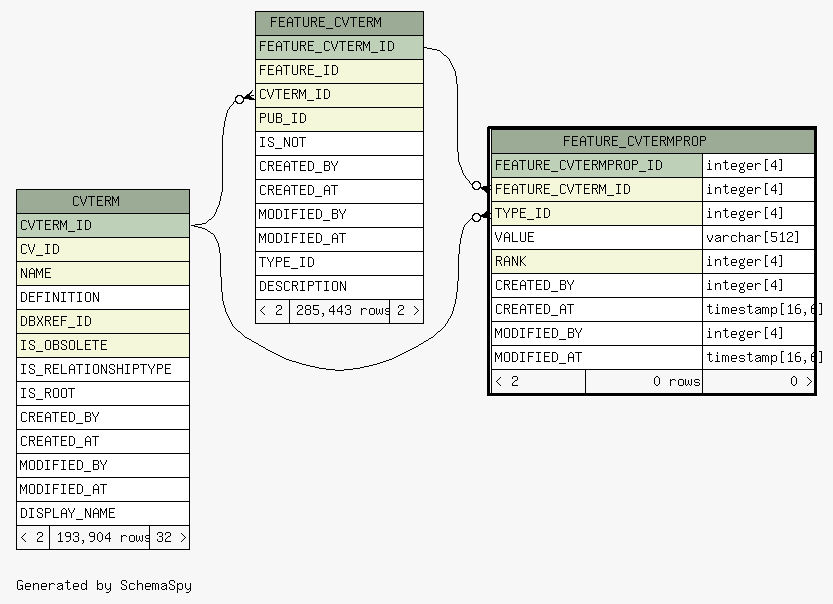 FEATURE_CVTERM
FEATURE_CVTERM_ID
FEATURE_ID
CVTERM_ID
PUB_ID
IS_NOT
CREATED_BY
CREATED_AT
MODIFIED_BY
MODIFIED_AT
TYPE_ID
DESCRIPTION
< 2 285,443 rows 2 >
FEATURE_CVTERMPROP
FEATURE_CVTERMPROP_ID integer[4]
FEATURE_CVTERM_ID integer[4]
TYPE_ID integer[4]
VALUE varchar[512]
RANK integer[4]
CREATED_BY integer[4]
CREATED_AT timestamp[16,6]
MODIFIED_BY integer[4]
MODIFIED_AT timestamp[16,6]
< 2 0 rows 0 >
CVTERM
CVTERM_ID
CV_ID
NAME
DEFINITION
DBXREF_ID
IS_OBSOLETE
IS_RELATIONSHIPTYPE
IS_ROOT
CREATED_BY
CREATED_AT
MODIFIED_BY
MODIFIED_AT
DISPLAY_NAME
< 2 193,904 rows 32 >
Generated by SchemaSpy